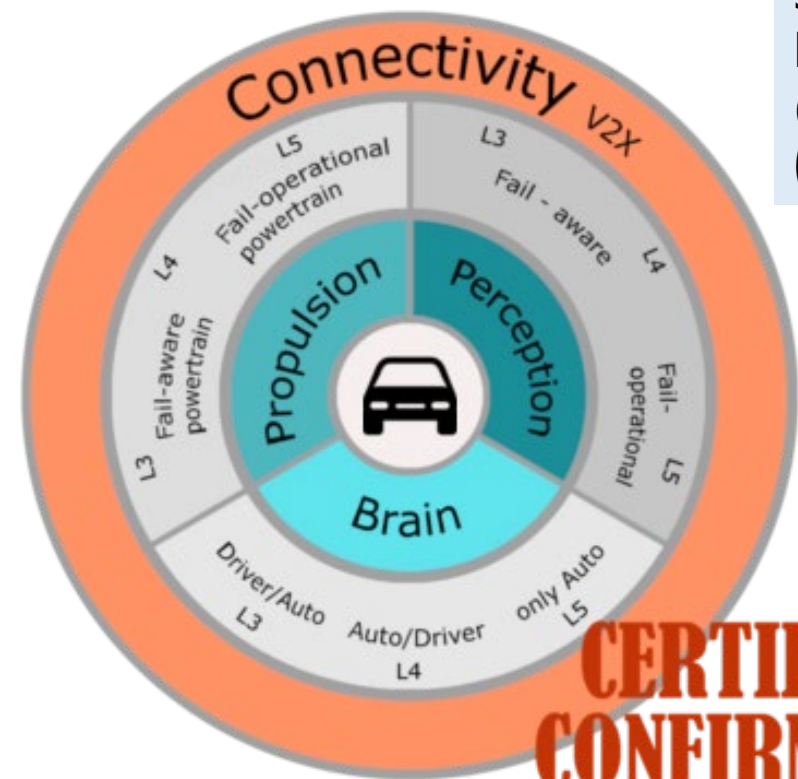 Connectivity V2X
L5
Fail-operational
powertrain
L4
Fail-aware
powertrain
L3
L3
Fail - aware
L4
Fail-
operational
L5
Propulsion
Perception
Brain
Driver/Auto
L3
Auto/Driver
L4
only Auto
L5